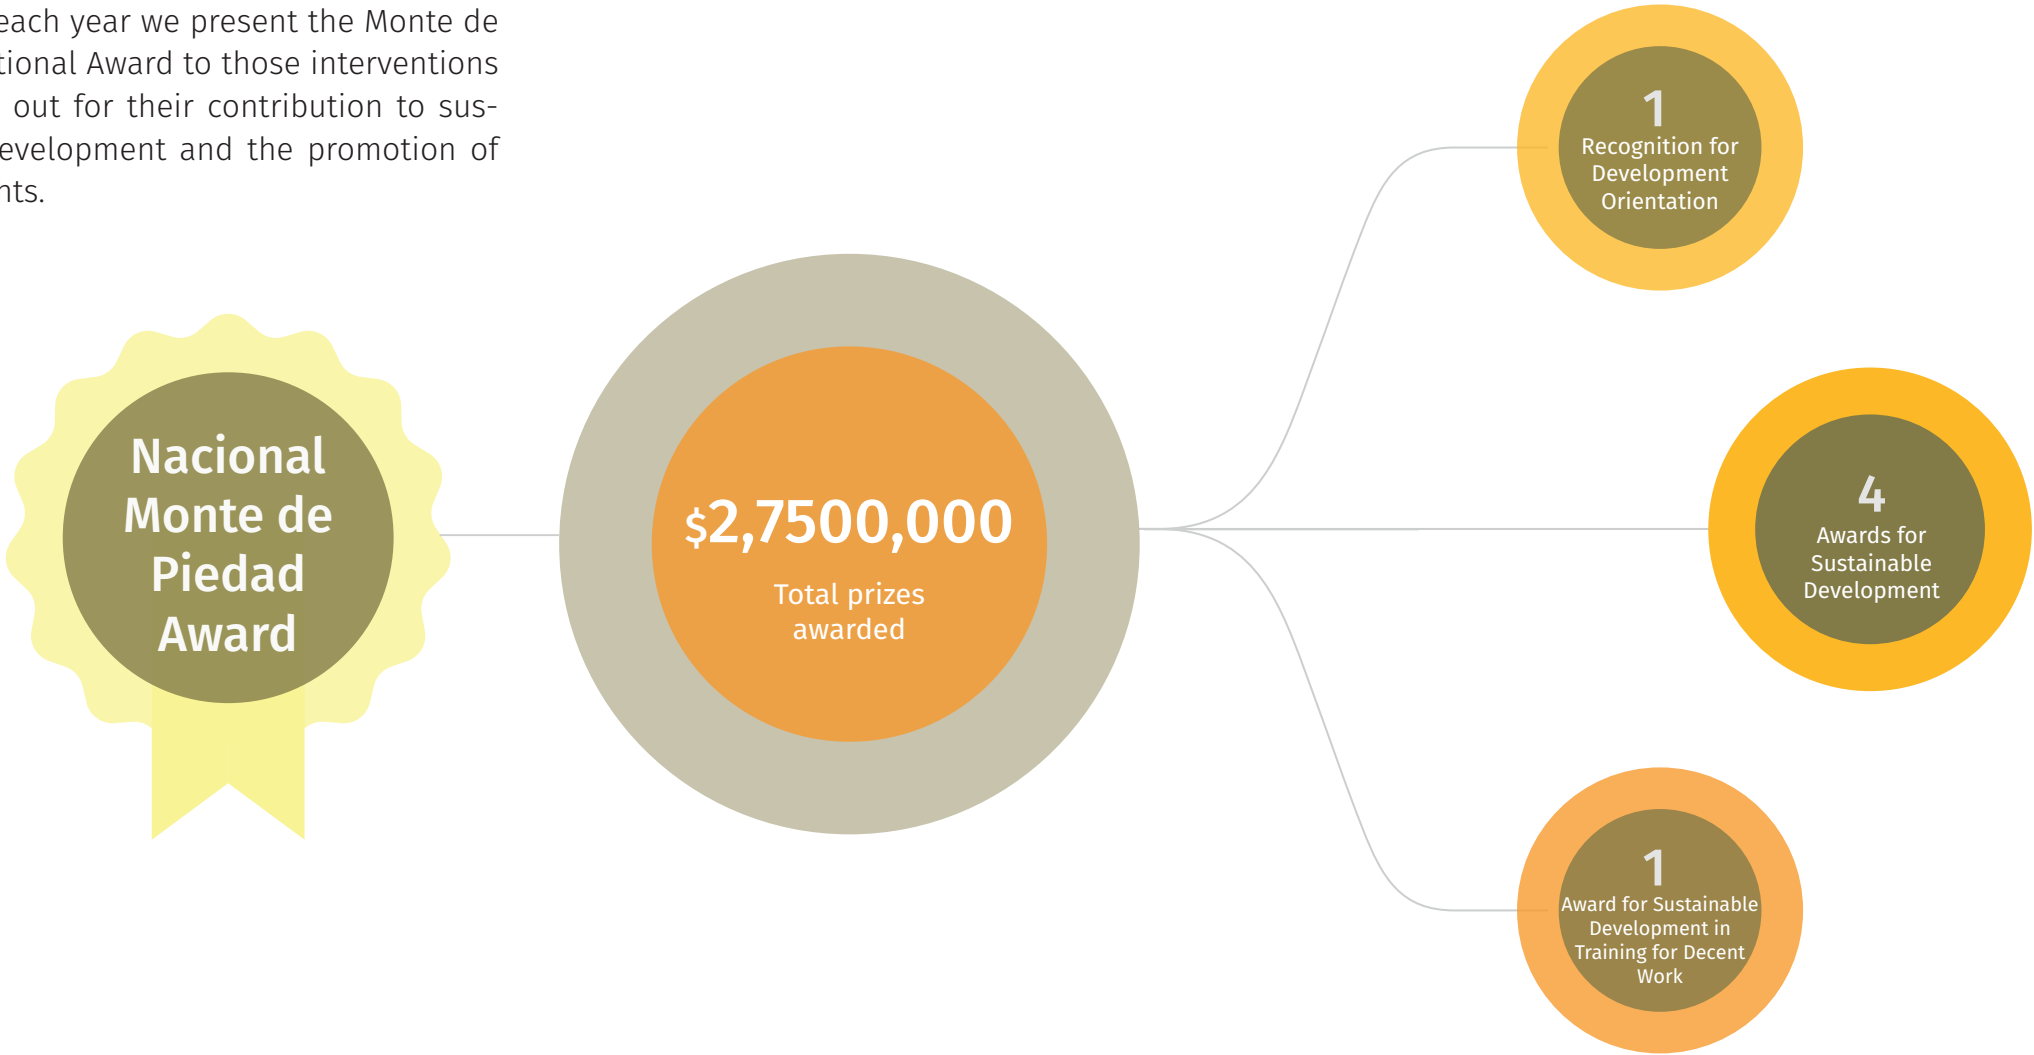 each year we present the Monte de
tional Award to those interventions
out for their contribution to sus-
evelopment and the promotion of
nts.
Nacional
Monte de
Piedad
Award
$2,7500,000
Total prizes
awarded
1
Recognition for
Development
Orientation
4
Awards for
Sustainable
Development
1
Award for Sustainable
Development in
Training for Decent
Work